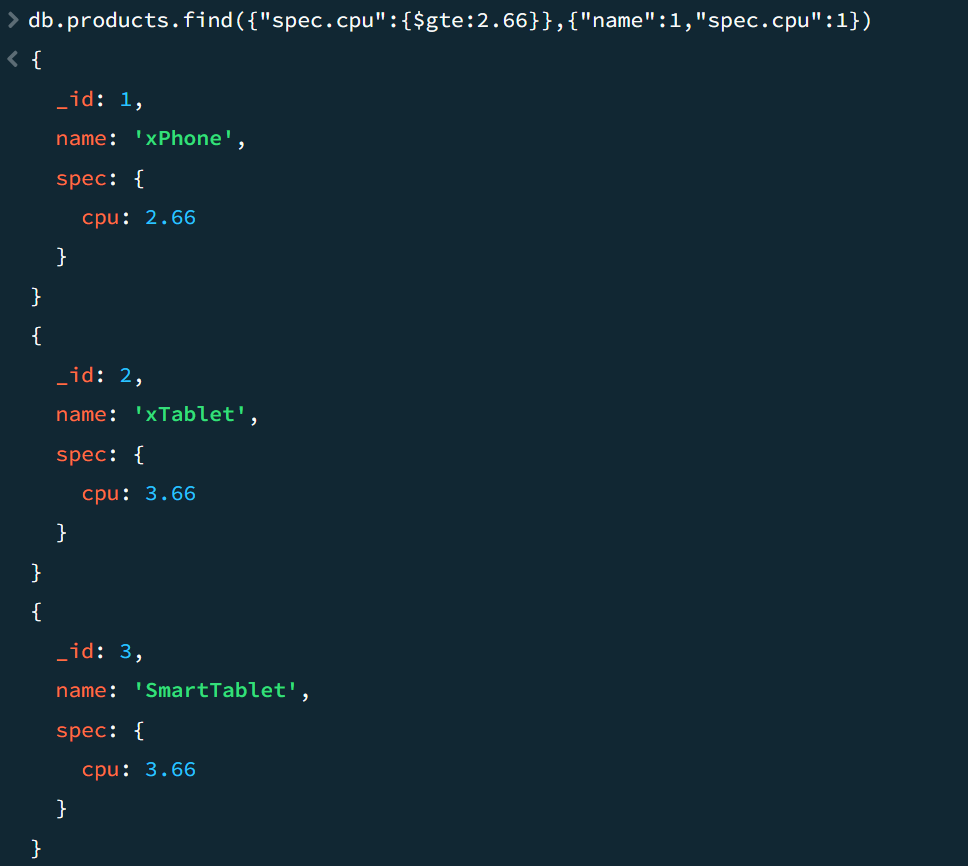 > db.products.find({"spec.cpu":{$gte:2.66}},{"name":1,"spec.cpu":1})
< {
    _id: 1,
    name: 'xPhone',
    spec: {
      cpu: 2.66
    }
  }
  {
    _id: 2,
    name: 'xTablet',
    spec: {
      cpu: 3.66
    }
  }
  {
    _id: 3,
    name: 'SmartTablet',
    spec: {
      cpu: 3.66
    }
  }